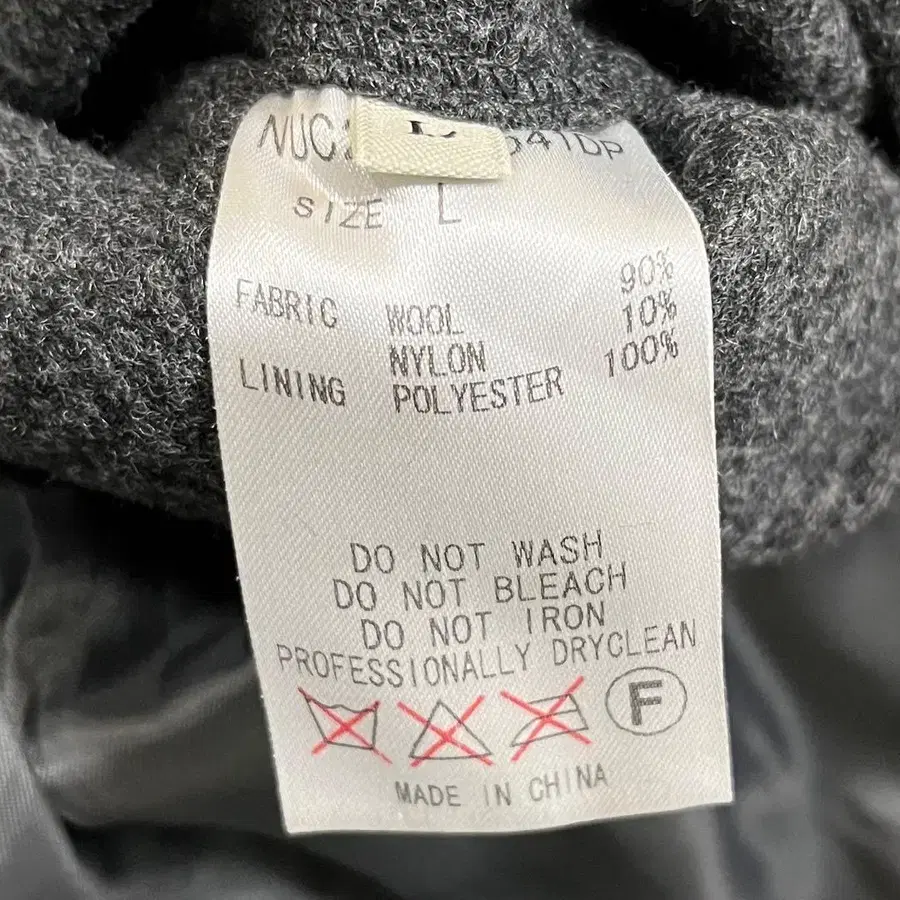 L
SIZE L
FABRIC WOOL 90%
NYLON 10%
LINING POLYESTER 100%
DO NOT WASH
DO NOT BLEACH
DO NOT IRON
PROFESSIONALLY DRYCLEAN
F
MADE IN CHINA